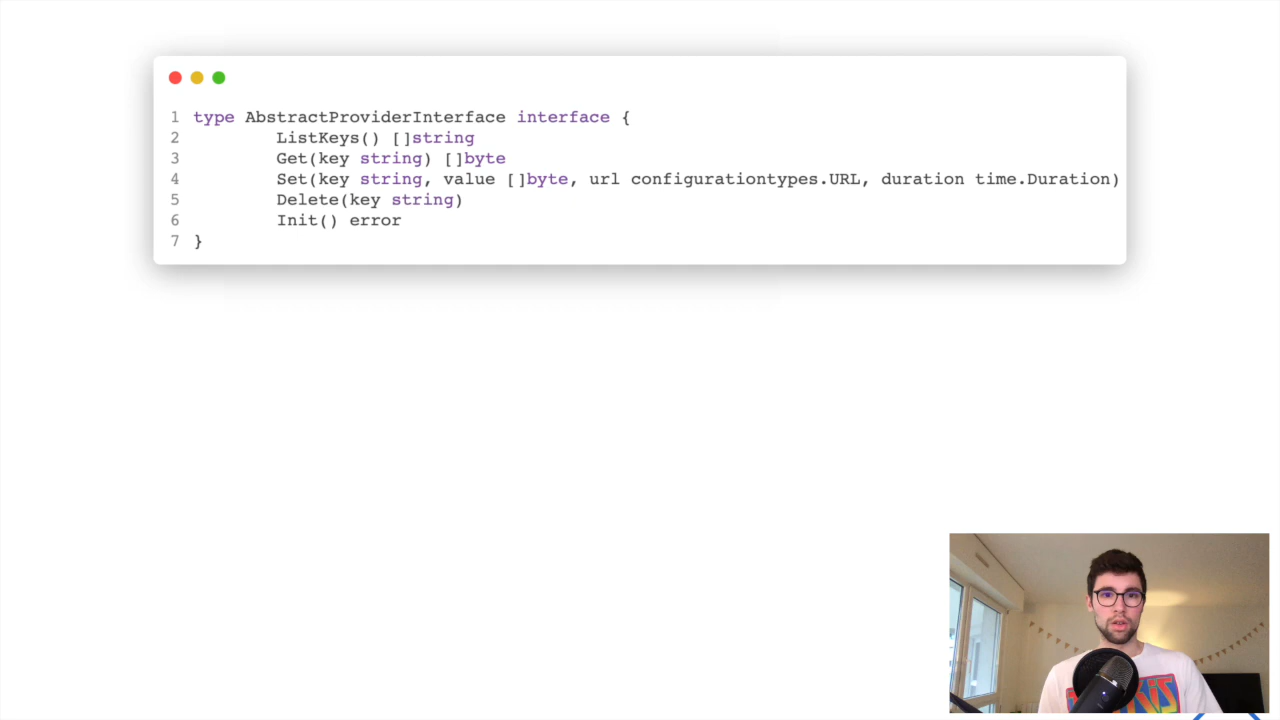 1 type AbstractProviderInterface interface {
2 ListKeys() []string
3 Get(key string) []byte
4 Set(key string, value []byte, url configurationtypes.URL, duration time.Duration)
5 Delete(key string)
6 Init() error
7 }